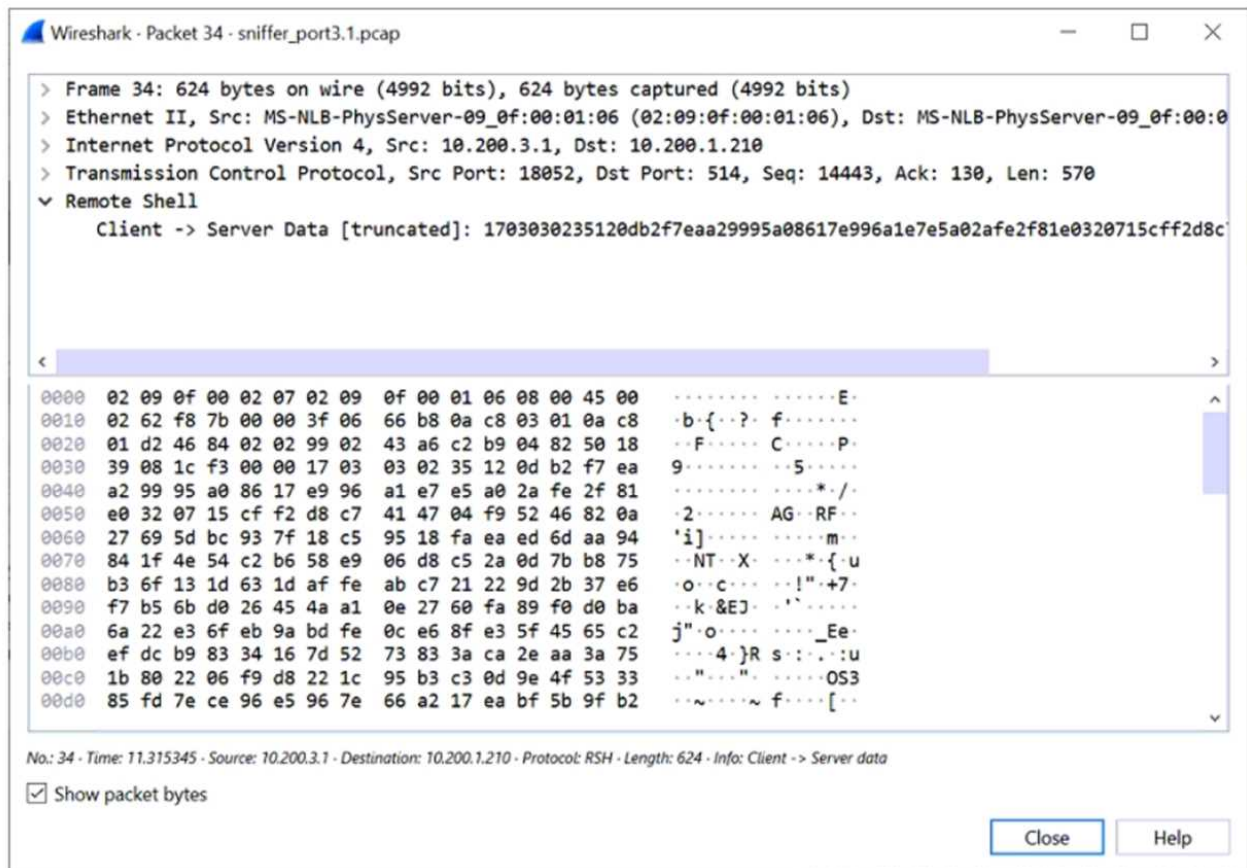 Wireshark · Packet 34 · sniffer_port3.1.pcap
> Frame 34: 624 bytes on wire (4992 bits), 624 bytes captured (4992 bits)
> Ethernet II, Src: MS-NLB-PhysServer-09_0f:00:01:06 (02:09:0f:00:01:06), Dst: MS-NLB-PhysServer-09_0f:00:0
> Internet Protocol Version 4, Src: 10.200.3.1, Dst: 10.200.1.210
> Transmission Control Protocol, Src Port: 18052, Dst Port: 514, Seq: 14443, Ack: 130, Len: 570
Remote Shell
Client -> Server Data [truncated]: 1703030235120db2f7eaa29995a08617e996a1e7e5a02afe2f81e0320715cff2d8c
0000 02 09 0f 00 02 07 02 09 0f 00 01 06 08 00 45 00 ········ ······E·
0010 02 62 f8 7b 00 00 3f 06 66 b8 0a c8 03 01 0a c8 ·b·{··?· f·······
0020 01 d2 46 84 02 02 99 02 43 a6 c2 b9 04 82 50 18 ··F····· C·····P·
0030 39 08 1c f3 00 00 17 03 03 02 35 12 0d b2 f7 ea 9······· ··5·····
0040 a2 99 95 a0 86 17 e9 96 a1 e7 e5 a0 2a fe 2f 81 ········ ····*·/·
0050 e0 32 07 15 cf f2 d8 c7 41 47 04 f9 52 46 82 0a ·2······ AG··RF··
0060 27 69 5d bc 93 7f 18 c5 95 18 fa ea ed 6d aa 94 'i]····· ·····m··
0070 84 1f 4e 54 c2 b6 58 e9 06 d8 c5 2a 0d 7b b8 75 ··NT··X· ···*·{·u
0080 b3 6f 13 1d 63 1d af fe ab c7 21 22 9d 2b 37 e6 ·o··c··· ··!"·+7·
0090 f7 b5 6b d0 26 45 4a a1 0e 27 60 fa 89 f0 d0 ba ··k·&EJ· ·'`·····
00a0 6a 22 e3 6f eb 9a bd fe 0c e6 8f e3 5f 45 65 c2 j"·o···· ····_Ee·
00b0 ef dc b9 83 34 16 7d 52 73 83 3a ca 2e aa 3a 75 ····4·}R s·:·.·:u
00c0 1b 80 22 06 f9 d8 22 1c 95 b3 c3 0d 9e 4f 53 33 ··"···"· ·····OS3
00d0 85 fd 7e ce 96 e5 96 7e 66 a2 17 ea bf 5b 9f b2 ··~····~ f····[··
No.: 34 · Time: 11.315345 · Source: 10.200.3.1 · Destination: 10.200.1.210 · Protocol: RSH · Length: 624 · Info: Client -> Server data
Show packet bytes
Close Help